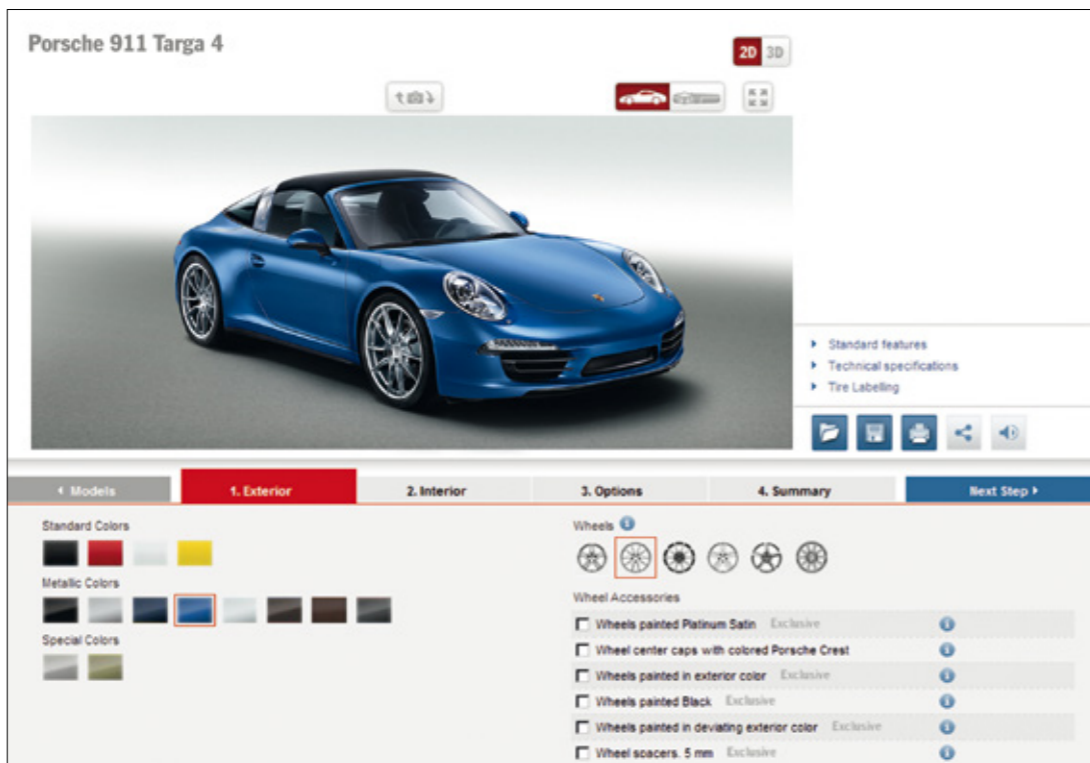 Porsche 911 Targa 4
2D 3D
Standard features
Technical specifications
Tire Labelling
Models
1. Exterior
2. Interior
3. Options
4. Summary
Next Step
Standard Colors
Metallic Colors
Special Colors
Wheels
Wheel Accessories
Wheels painted Platinum Satin Exclusive
Wheel center caps with colored Porsche Crest
Wheels painted in exterior color Exclusive
Wheels painted Black Exclusive
Wheels painted in deviating exterior color Exclusive
Wheel spacers. 5 mm Exclusive